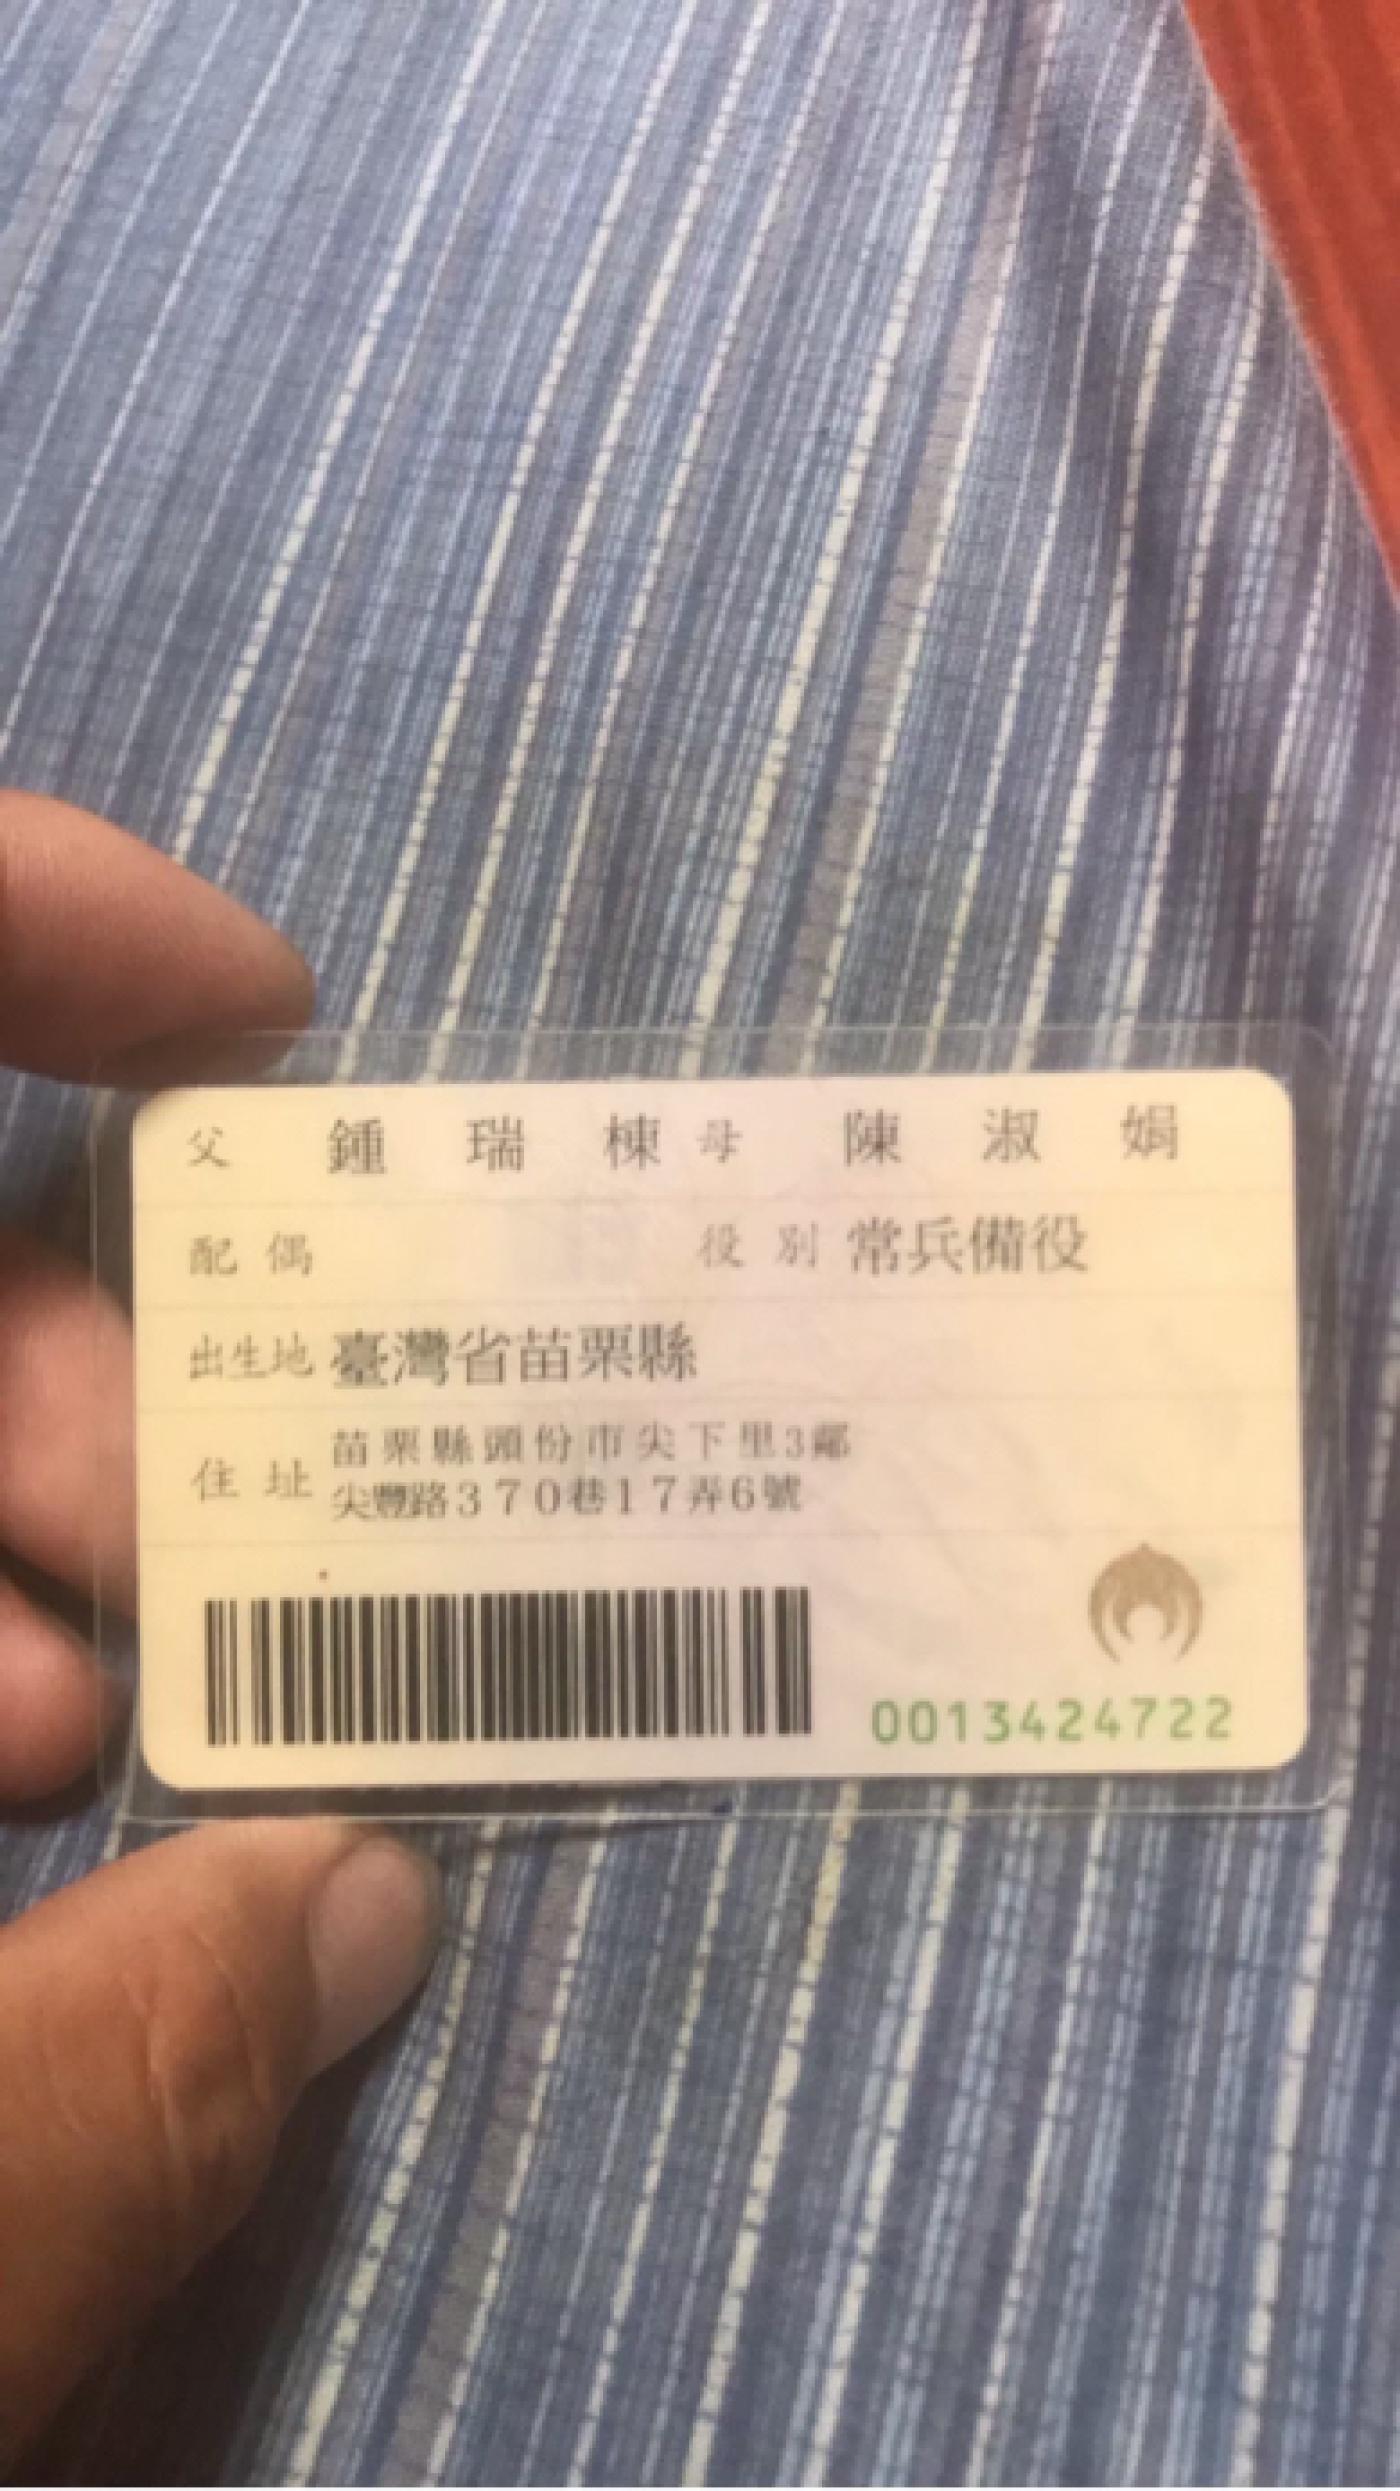 父 鍾瑞棟 母 陳淑娟
配偶 役別 常兵備役
出生地 臺灣省苗栗縣
住址 苗栗縣頭份市尖下里3鄰
尖豐路370巷17弄6號
0013424722